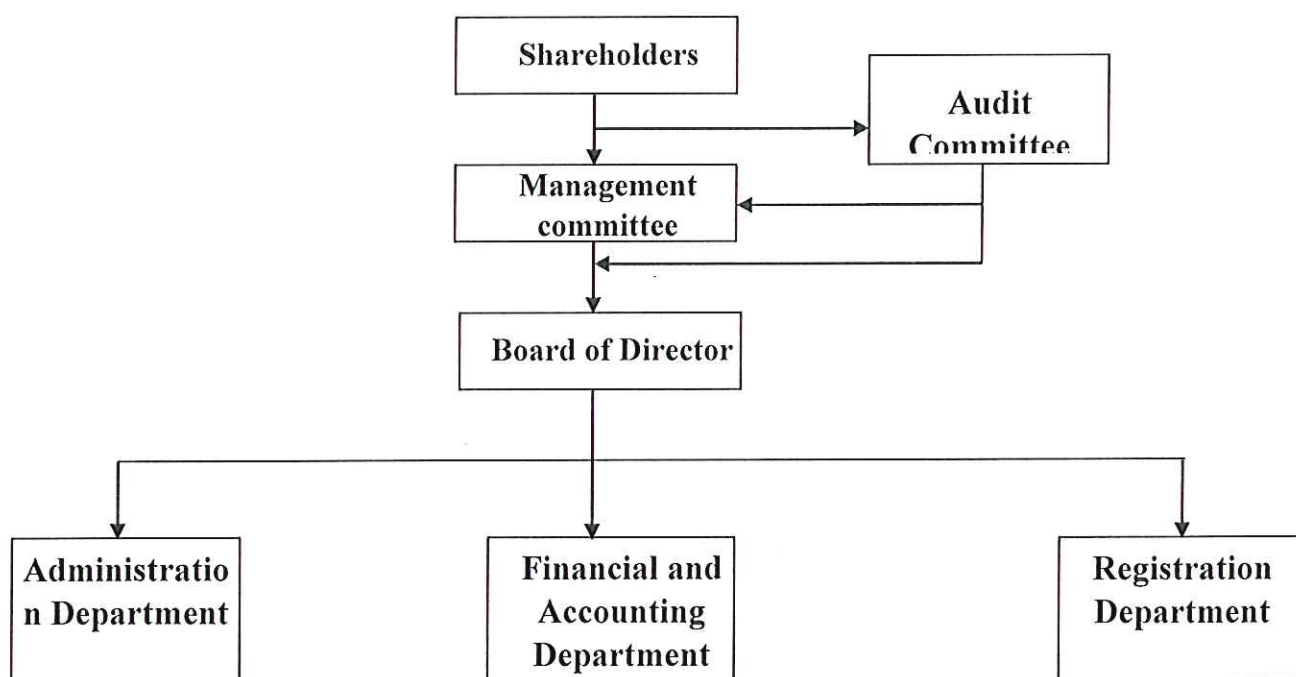 Shareholders
Audit
Committee
Management
committee
Board of Director
Administratio
n Department
Financial and
Accounting
Department
Registration
Department